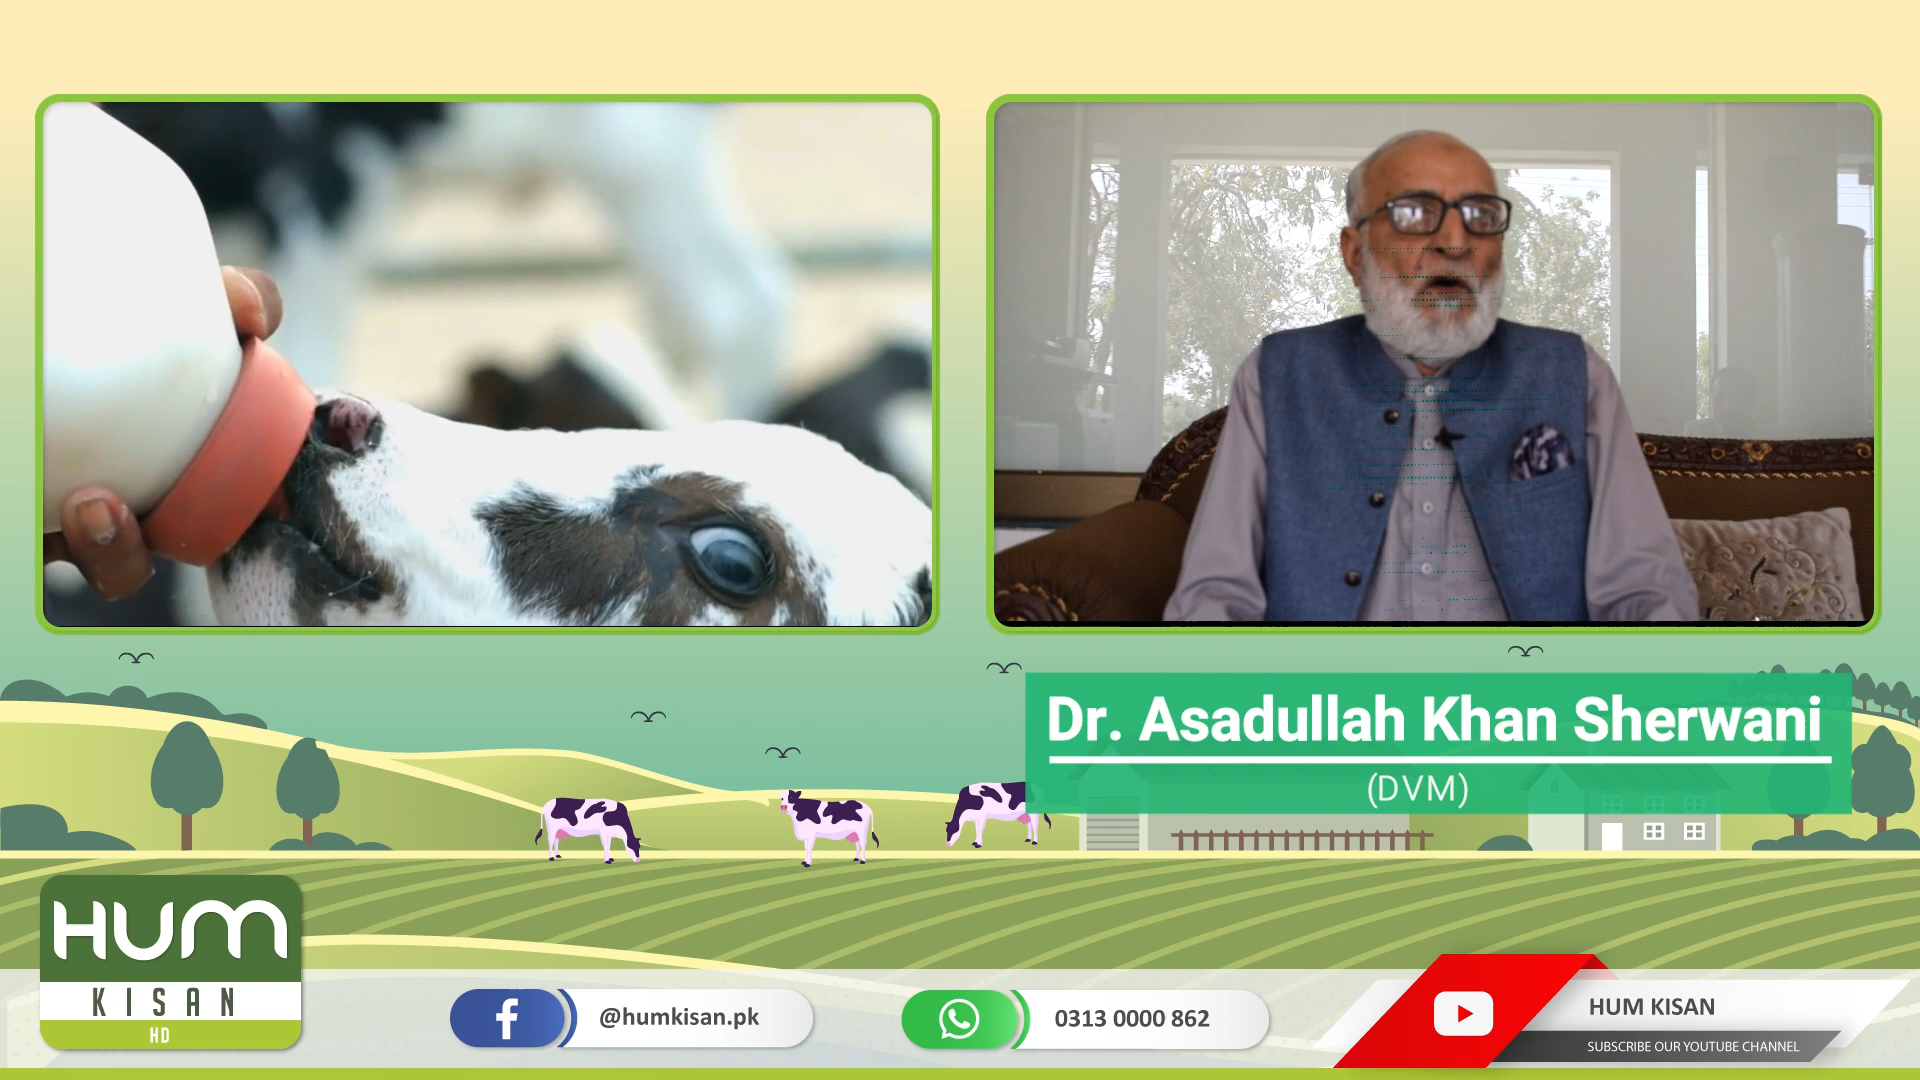 Dr. Asadullah Khan Sherwani
(DVM)
HUM
KISAN
HD
@humkisan.pk
0313 0000 862
HUM KISAN
SUBSCRIBE OUR YOUTUBE CHANNEL